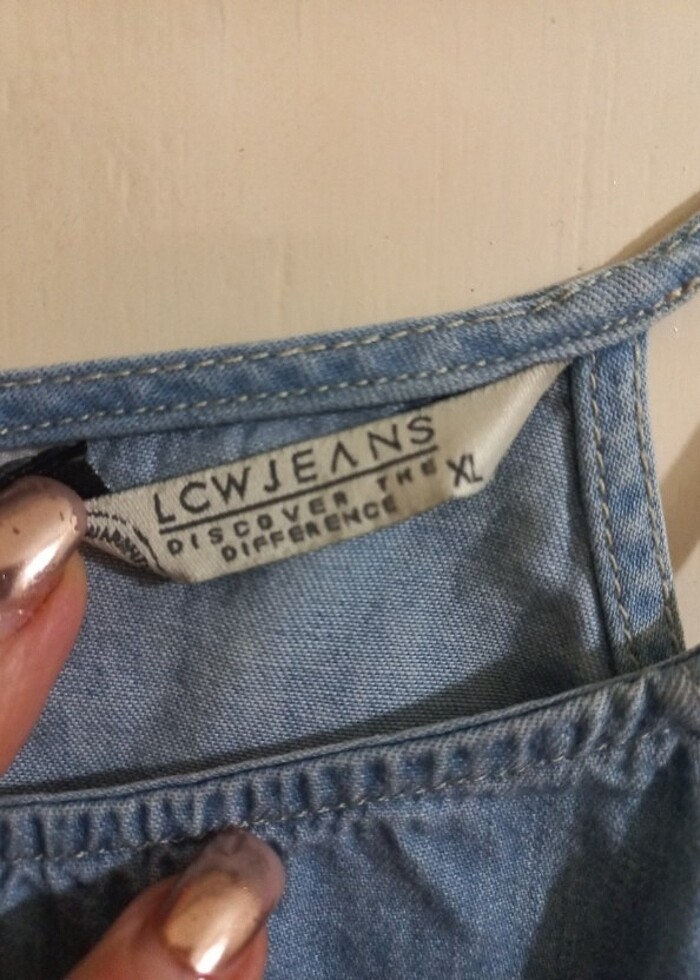 LCWJEANS
DISCOVER THE
DIFFERENCE
XL